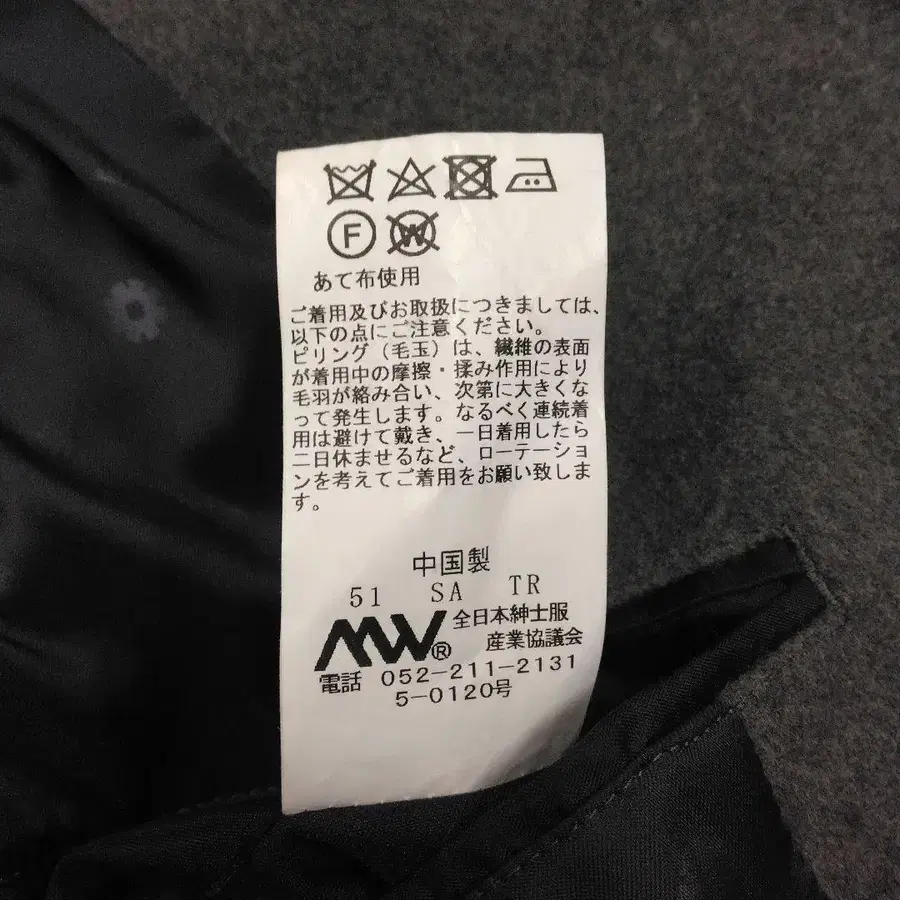 F W
あて布使用
ご着用及びお取扱につきましては、
以下の点にご注意ください。
ピリング（毛玉）は、繊維の表面
が着用中の摩擦・揉み作用により
毛羽が絡み合い、次第に大きくな
って発生します。なるべく連続着
用は避けて戴き、一日着用したら
二日休ませるなど、ローテーショ
ンを考えてご着用をお願い致しま
す。
中国製
51 SA TR
MW® 全日本紳士服
産業協議会
電話 052-211-2131
5-0120号